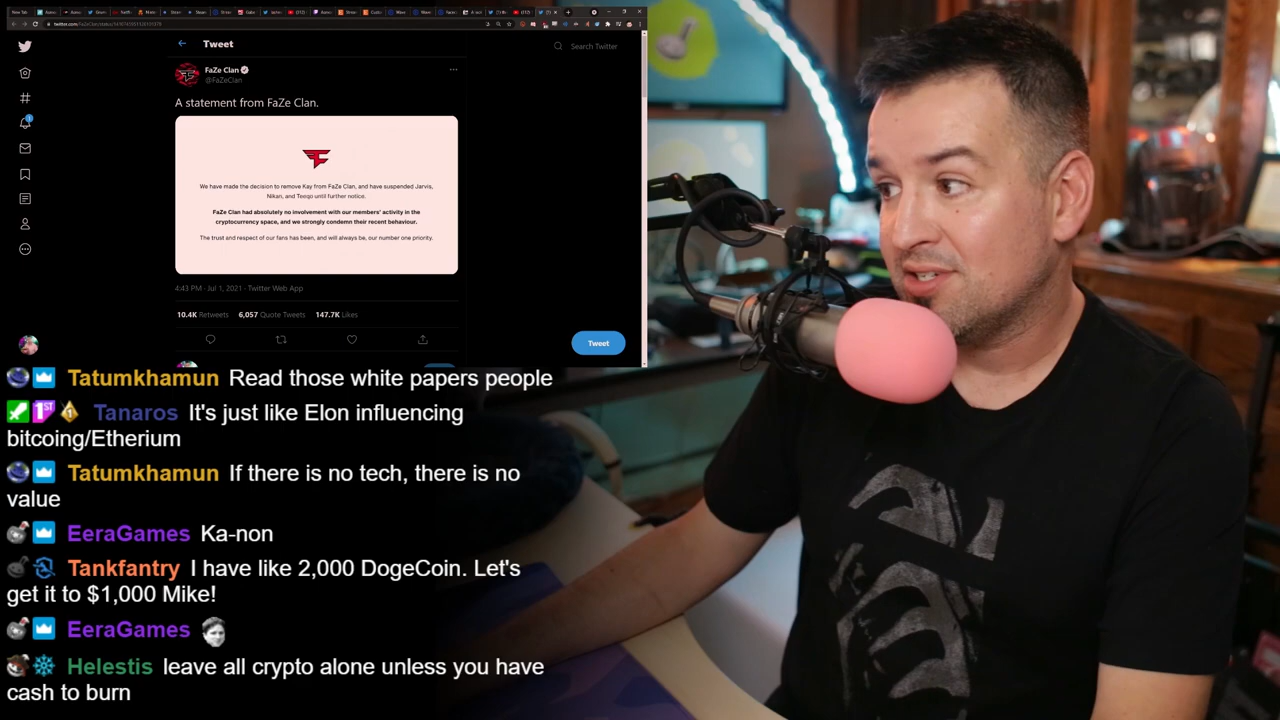 twitter.com/FaZeClan/status/
Tweet
Search Twitter
FaZe Clan
@FaZeClan
A statement from FaZe Clan.
We have made the decision to remove Kay from FaZe Clan, and have suspended Jarvis,
Nikan, and Teeqo until further notice.
FaZe Clan had absolutely no involvement with our members' activity in the
cryptocurrency space, and we strongly condemn their recent behaviour.
The trust and respect of our fans has been, and will always be, our number one priority.
4:43 PM · Jul 1, 2021 · Twitter Web App
10.4K Retweets 6,057 Quote Tweets 147.7K Likes
Tweet
Tatumkhamun Read those white papers people
1ST Tanaros It's just like Elon influencing
bitcoing/Etherium
Tatumkhamun If there is no tech, there is no
value
EeraGames Ka-non
Tankfantry I have like 2,000 DogeCoin. Let's
get it to $1,000 Mike!
EeraGames
Helestis leave all crypto alone unless you have
cash to burn